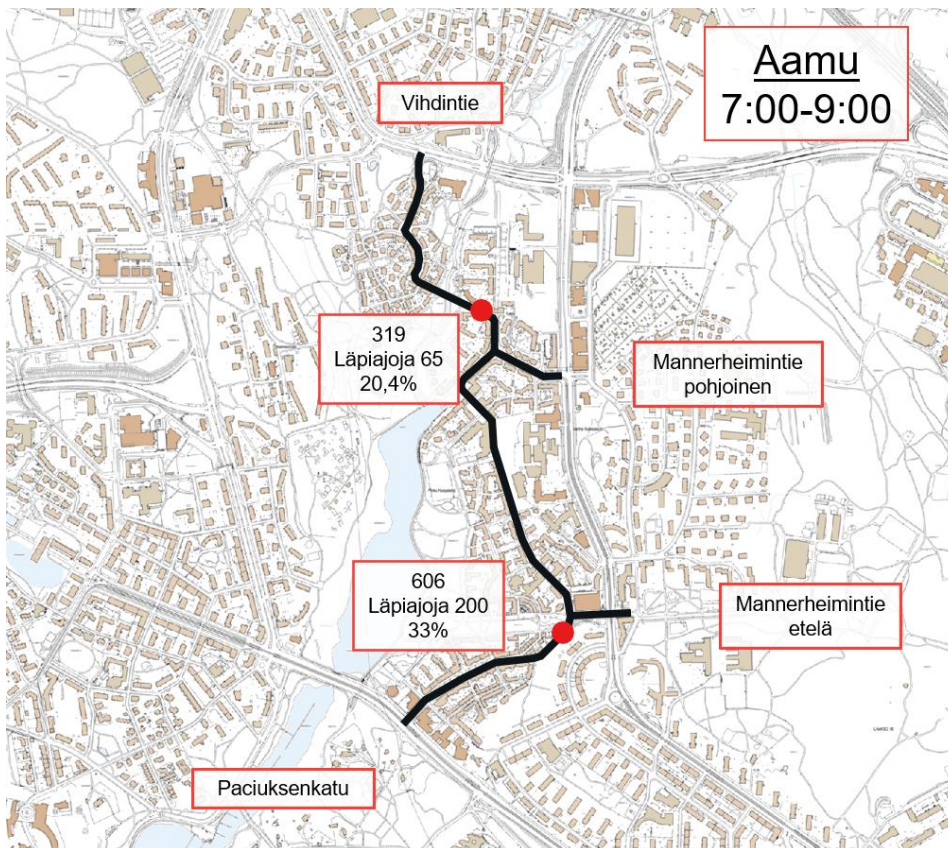 Aamu
7:00-9:00
Vihdintie
319
Läpiajoja 65
20,4%
Mannerheimintie
pohjoinen
606
Läpiajoja 200
33%
Mannerheimintie
etelä
Paciuksenkatu